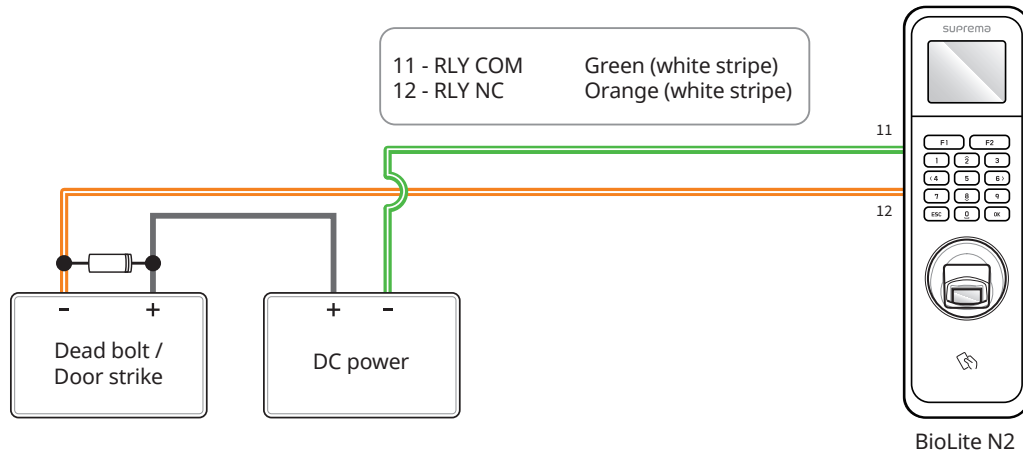 11 - RLY COM Green (white stripe)
12 - RLY NC Orange (white stripe)
suprema
11
F1 F2
1 2 3
4 5 6
7 8 9
ESC 0 OK
12
- +
Dead bolt /
Door strike
+ -
DC power
BioLite N2